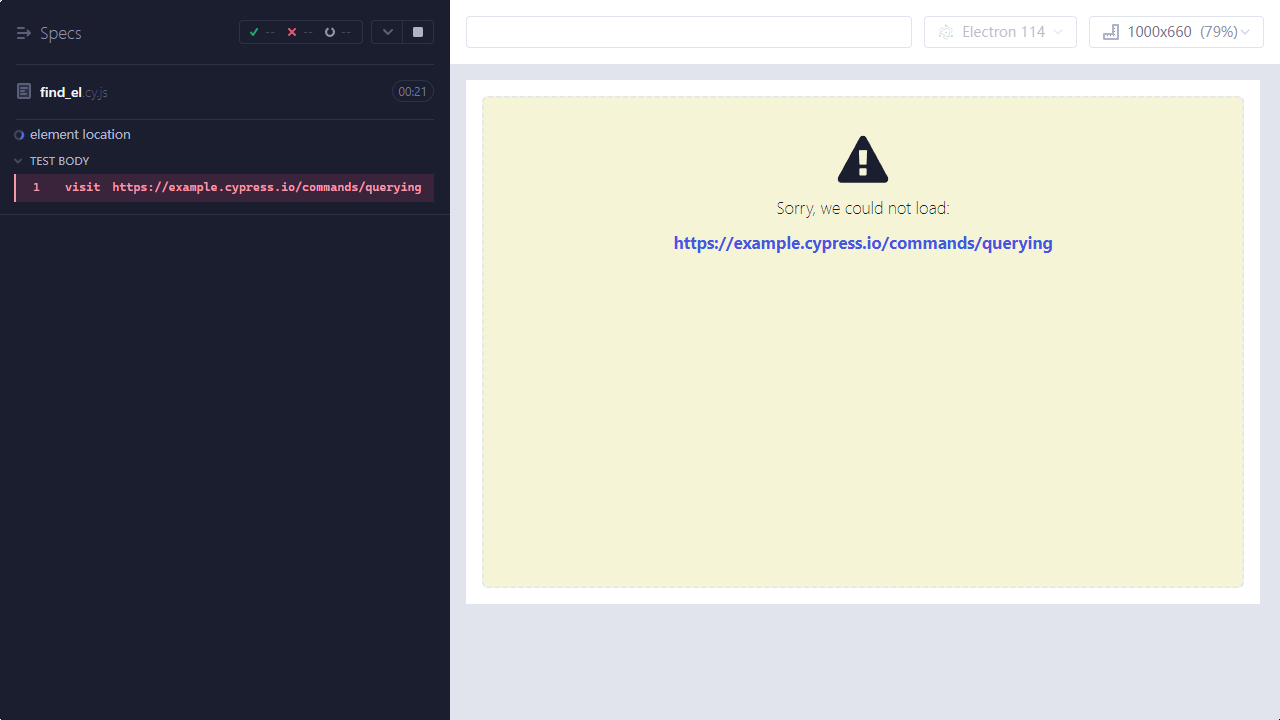 Specs
-- -- --
find_el.cy.js
00:21
element location
TEST BODY
1 visit https://example.cypress.io/commands/querying
Electron 114
1000x660 (79%)
Sorry, we could not load:
https://example.cypress.io/commands/querying